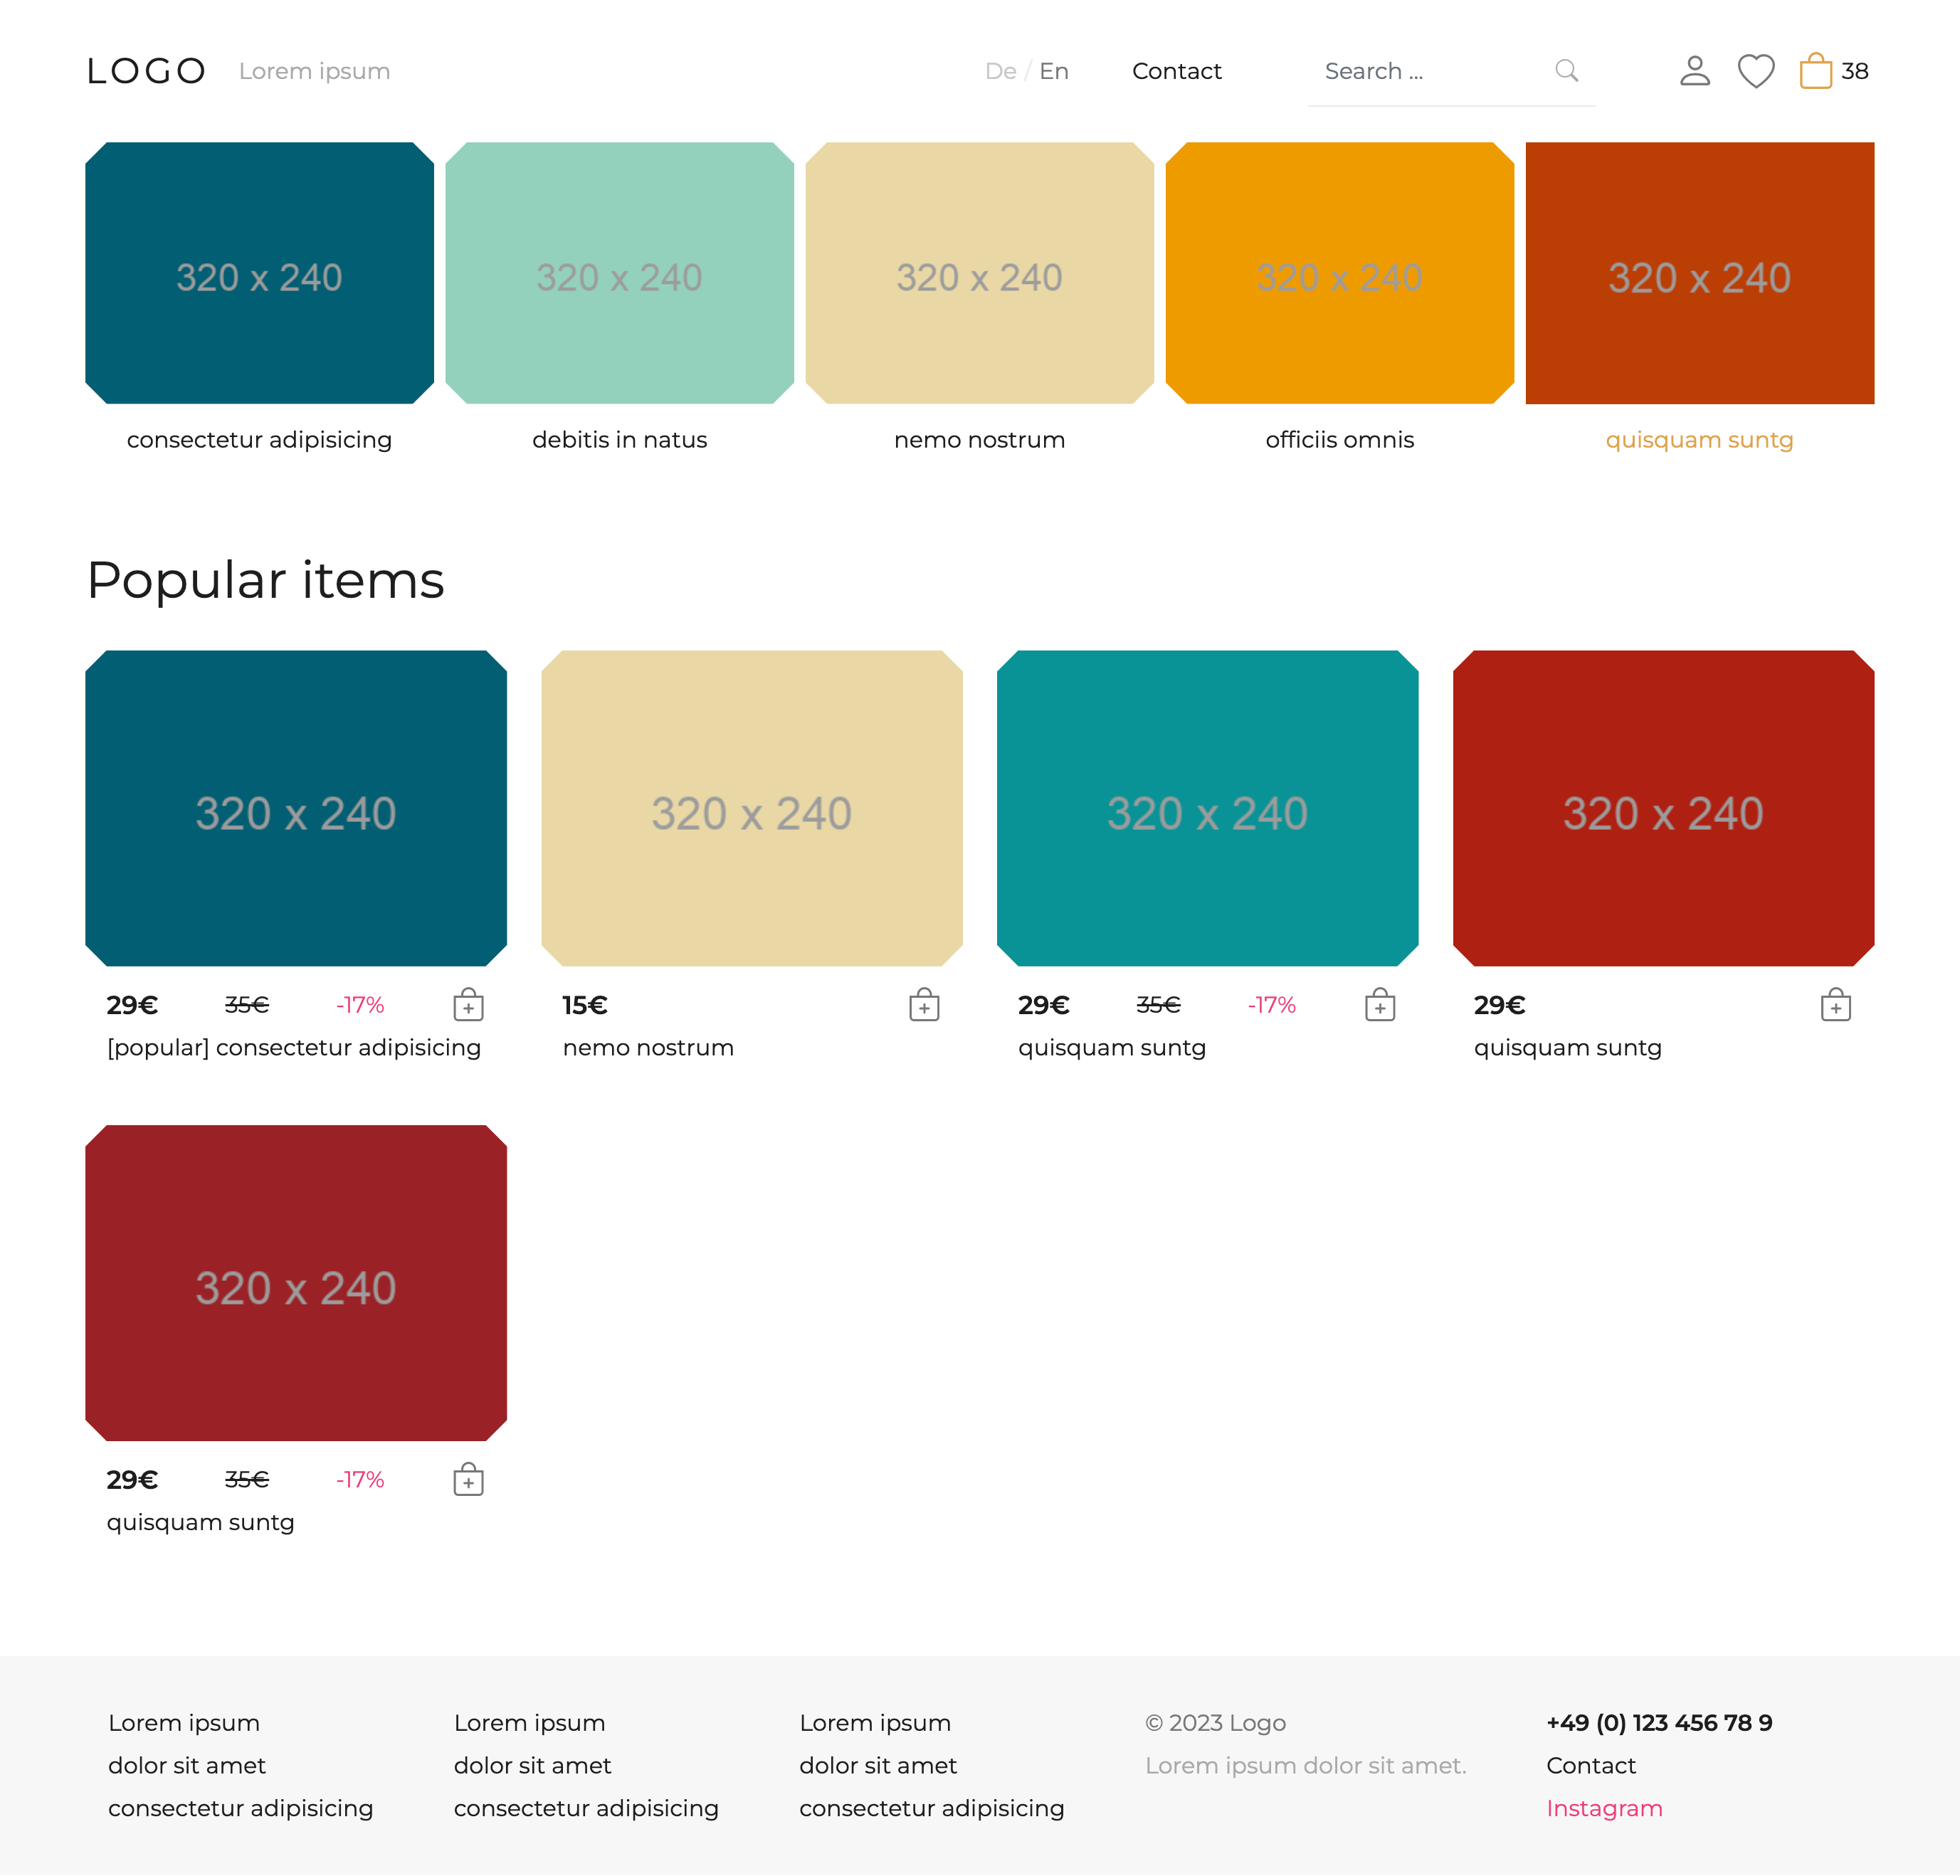 LOGO Lorem ipsum De / En Contact Search ... 38
320 x 240 320 x 240 320 x 240 320 x 240 320 x 240
consectetur adipisicing debitis in natus nemo nostrum officiis omnis quisquam suntg
Popular items
320 x 240 320 x 240 320 x 240 320 x 240
29€ 35€ -17% 15€ 29€ 35€ -17% 29€
[popular] consectetur adipisicing nemo nostrum quisquam suntg quisquam suntg
320 x 240
29€ 35€ -17%
quisquam suntg
Lorem ipsum Lorem ipsum Lorem ipsum © 2023 Logo +49 (0) 123 456 78 9
dolor sit amet dolor sit amet dolor sit amet Lorem ipsum dolor sit amet. Contact
consectetur adipisicing consectetur adipisicing consectetur adipisicing Instagram